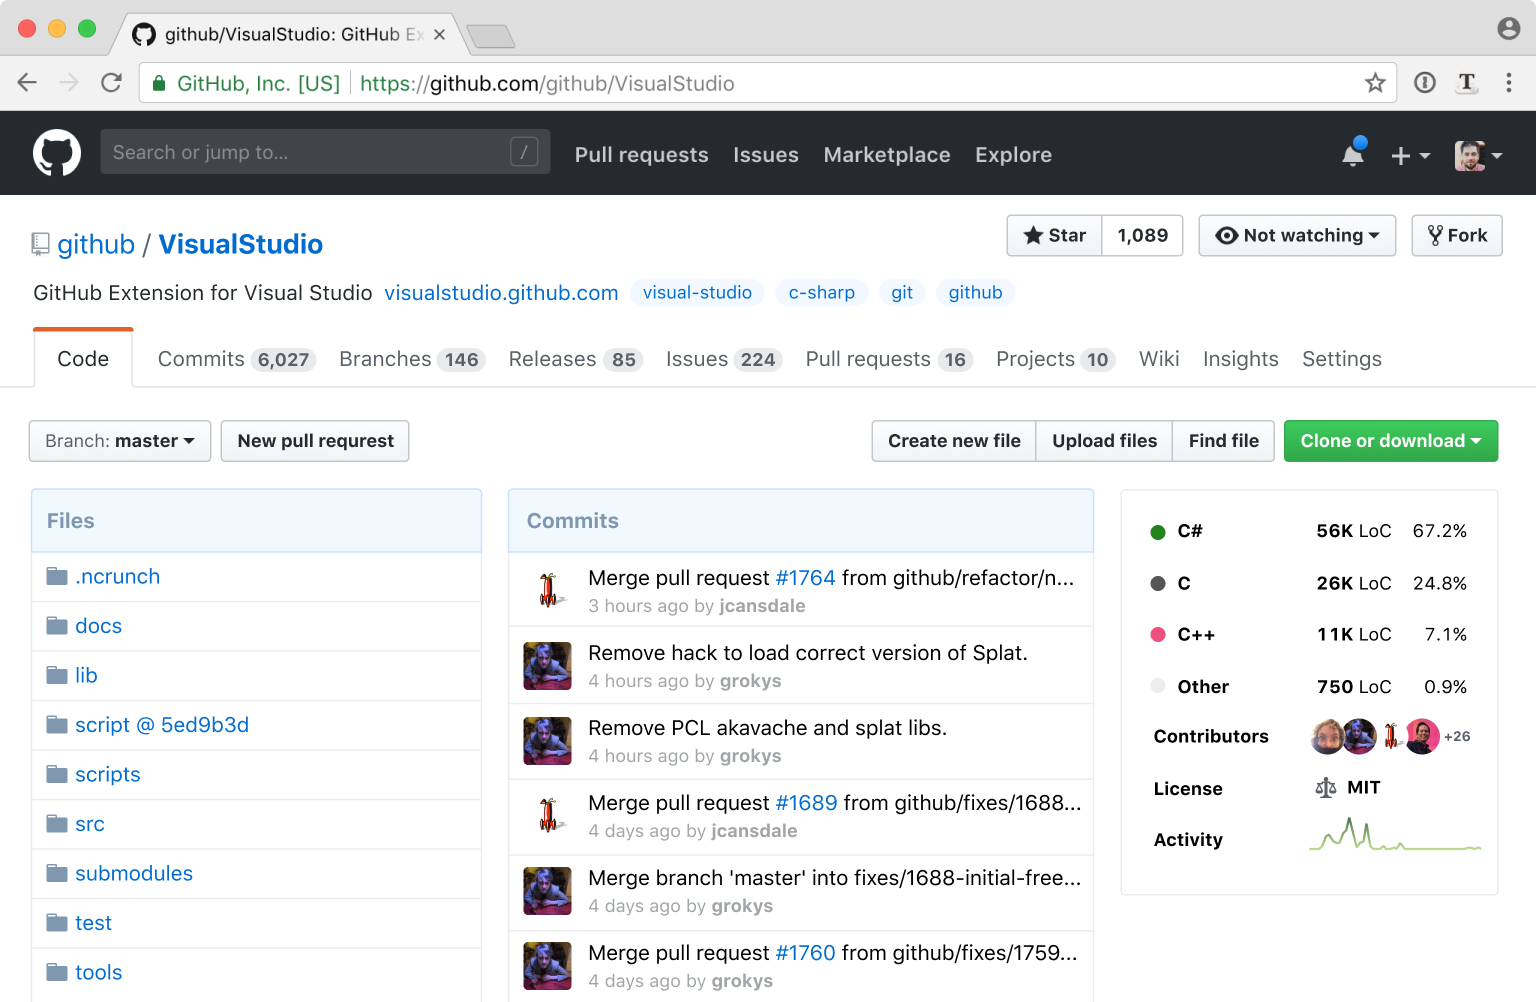 github/VisualStudio: GitHub Ex
GitHub, Inc. [US] https://github.com/github/VisualStudio
T
Search or jump to... / Pull requests Issues Marketplace Explore
github / VisualStudio Star 1,089 Not watching Fork
GitHub Extension for Visual Studio visualstudio.github.com visual-studio c-sharp git github
Code Commits 6,027 Branches 146 Releases 85 Issues 224 Pull requests 16 Projects 10 Wiki Insights Settings
Branch: master New pull requrest Create new file Upload files Find file Clone or download
Files
.ncrunch
docs
lib
script @ 5ed9b3d
scripts
src
submodules
test
tools
Commits
Merge pull request #1764 from github/refactor/n...
3 hours ago by jcansdale
Remove hack to load correct version of Splat.
4 hours ago by grokys
Remove PCL akavache and splat libs.
4 hours ago by grokys
Merge pull request #1689 from github/fixes/1688...
4 days ago by jcansdale
Merge branch 'master' into fixes/1688-initial-free...
4 days ago by grokys
Merge pull request #1760 from github/fixes/1759...
4 days ago by grokys
C# 56K LoC 67.2%
C 26K LoC 24.8%
C++ 11K LoC 7.1%
Other 750 LoC 0.9%
Contributors +26
License MIT
Activity